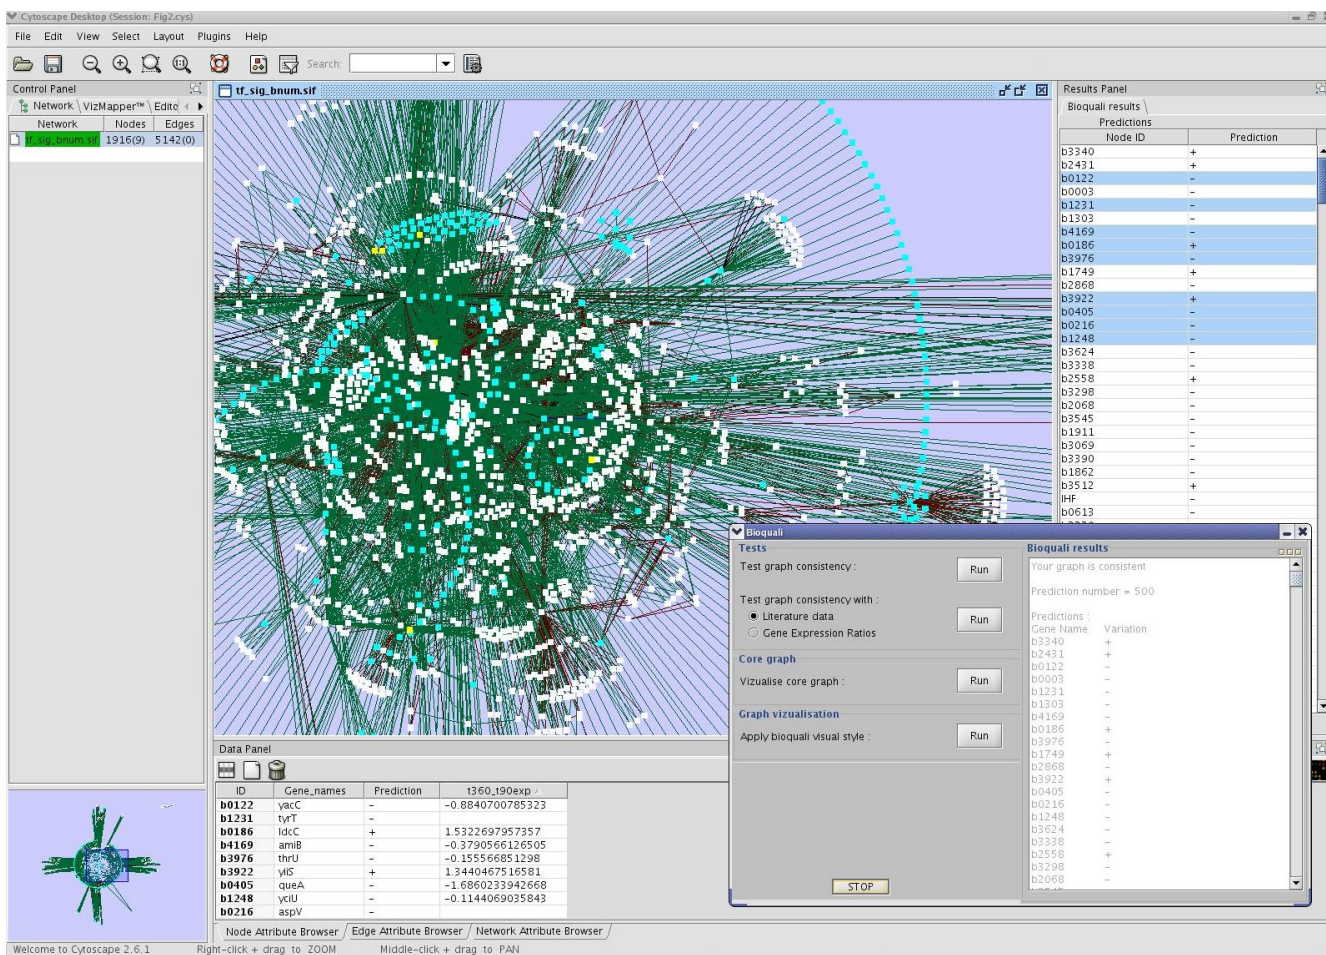 Cytoscape Desktop (Session: Fig2.cys)
File Edit View Select Layout Plugins Help
Search:
Control Panel
Network VizMapper™ Edito
Network Nodes Edges
tf_sig_bnum.sif 1916(9) 5142(0)
tf_sig_bnum.sif
Results Panel
Bioquali results
Predictions
Node ID Prediction
b3340 +
b2431 +
b0122 -
b0003 -
b1231 -
b1303 -
b4169 -
b0186 +
b3976 -
b1749 +
b2868 -
b3922 +
b0405 -
b0216 -
b1248 -
b3624 -
b3338 -
b2558 +
b3298 -
b2068 -
b3545 -
b1911 -
b3069 -
b3390 -
b1862 -
b3512 +
IHF -
b0613 -
Bioquali
Tests
Test graph consistency : Run
Test graph consistency with :
Literature data
Gene Expression Ratios
Run
Core graph
Vizualise core graph : Run
Graph vizualisation
Apply bioquali visual style : Run
STOP
Bioquali results
Your graph is consistent
Prediction number = 500
Predictions :
Gene Name Variation
b3340 +
b2431 +
b0122 -
b0003 -
b1231 -
b1303 -
b4169 -
b0186 +
b3976 -
b1749 +
b2868 -
b3922 +
b0405 -
b0216 -
b1248 -
b3624 -
b3338 -
b2558 +
b3298 -
b2068 -
Data Panel
ID Gene_names Prediction t360_t90exp
b0122 yacC - -0.8840700785323
b1231 tyrT -
b0186 ldcC + 1.5322697957357
b4169 amiB - -0.3790566126505
b3976 thrU - -0.155566851298
b3922 yiiS + 1.3440467516581
b0405 queA - -1.6860233942668
b1248 yciU - -0.1144069035843
b0216 aspV -
Node Attribute Browser Edge Attribute Browser Network Attribute Browser
Welcome to Cytoscape 2.6.1 Right-click + drag to ZOOM Middle-click + drag to PAN